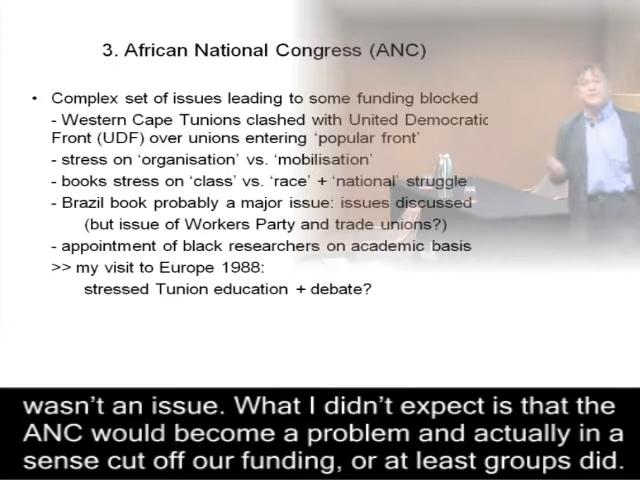 3. African National Congress (ANC)
• Complex set of issues leading to some funding blocked
- Western Cape Tunions clashed with United Democratic
Front (UDF) over unions entering ‘popular front’
- stress on ‘organisation’ vs. ‘mobilisation’
- books stress on ‘class’ vs. ‘race’ + ‘national’ struggle
- Brazil book probably a major issue: issues discussed
(but issue of Workers Party and trade unions?)
- appointment of black researchers on academic basis
>> my visit to Europe 1988:
stressed Tunion education + debate?
wasn’t an issue. What I didn’t expect is that the
ANC would become a problem and actually in a
sense cut off our funding, or at least groups did.